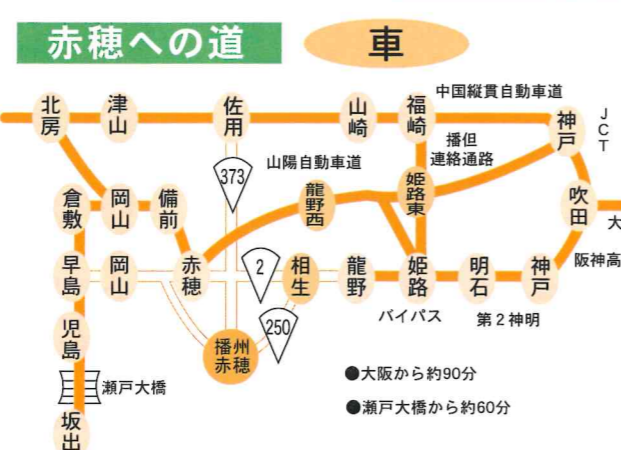 赤穂への道
車
北房
津山
佐用
山崎
福崎
中国縦貫自動車道
神戸
JCT
播但
連絡通路
山陽自動車道
373
倉敷
岡山
備前
龍野西
姫路東
吹田
大
早島
岡山
赤穂
2
相生
龍野
姫路
明石
神戸
阪神高
バイパス
第2神明
児島
播州
赤穂
250
瀬戸大橋
坂出
●大阪から約90分
●瀬戸大橋から約60分